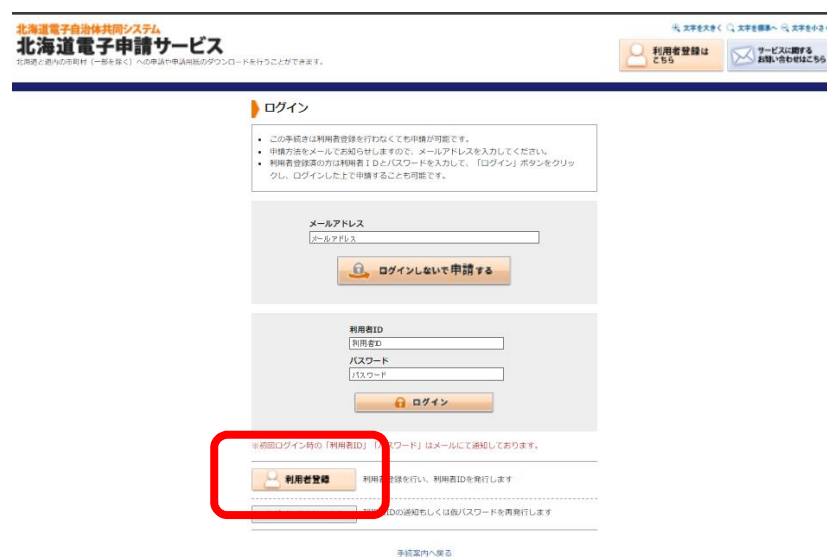 北海道電子自治体共同システム
北海道電子申請サービス
北海道と道内の市町村（一部を除く）への申請や申請用紙のダウンロードを行うことができます。
文字を大きく 文字を標準へ 文字を小さ
利用者登録は
こちら
サービスに関する
お問い合わせはこちら
ログイン
・ この手続きは利用者登録を行わなくても申請が可能です。
・ 申請方法をメールでお知らせしますので、メールアドレスを入力してください。
・ 利用者登録済の方は利用者ＩＤとパスワードを入力して、「ログイン」ボタンをクリッ
クし、ログインした上で申請することも可能です。
メールアドレス
メールアドレス
ログインしないで申請する
利用者ID
利用者ID
パスワード
パスワード
ログイン
※初回ログイン時の「利用者ID」「パスワード」はメールにて通知しております。
利用者登録 利用者登録を行い、利用者IDを発行します
IDの通知もしくは仮パスワードを再発行します
手続案内へ戻る